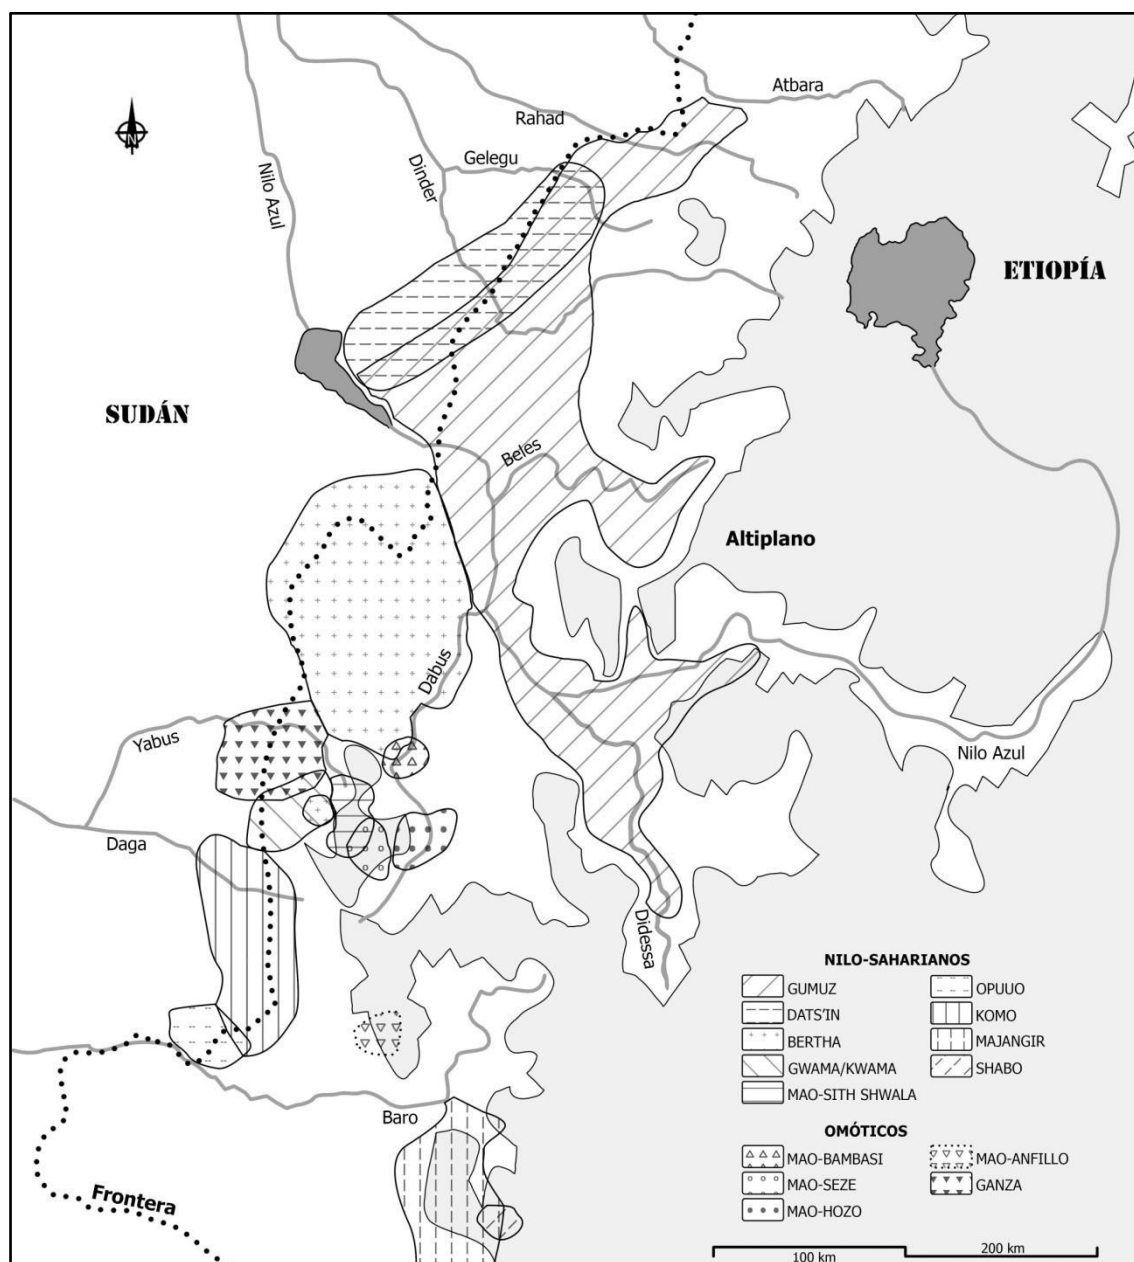 Atbara
Rahad
Gelegu
Dinder
Nilo Azul
N
ETIOPÍA
SUDÁN
Beles
Altiplano
Dabus
Yabus
Nilo Azul
Daga
Didessa
Baro
Frontera
NILO-SAHARIANOS
GUMUZ
OPUUO
DATS'IN
KOMO
BERTHA
MAJANGIR
GWAMA/KWAMA
SHABO
MAO-SITH SHWALA
OMÓTICOS
MAO-BAMBASI
MAO-ANFILLO
MAO-SEZE
GANZA
MAO-HOZO
100 km
200 km